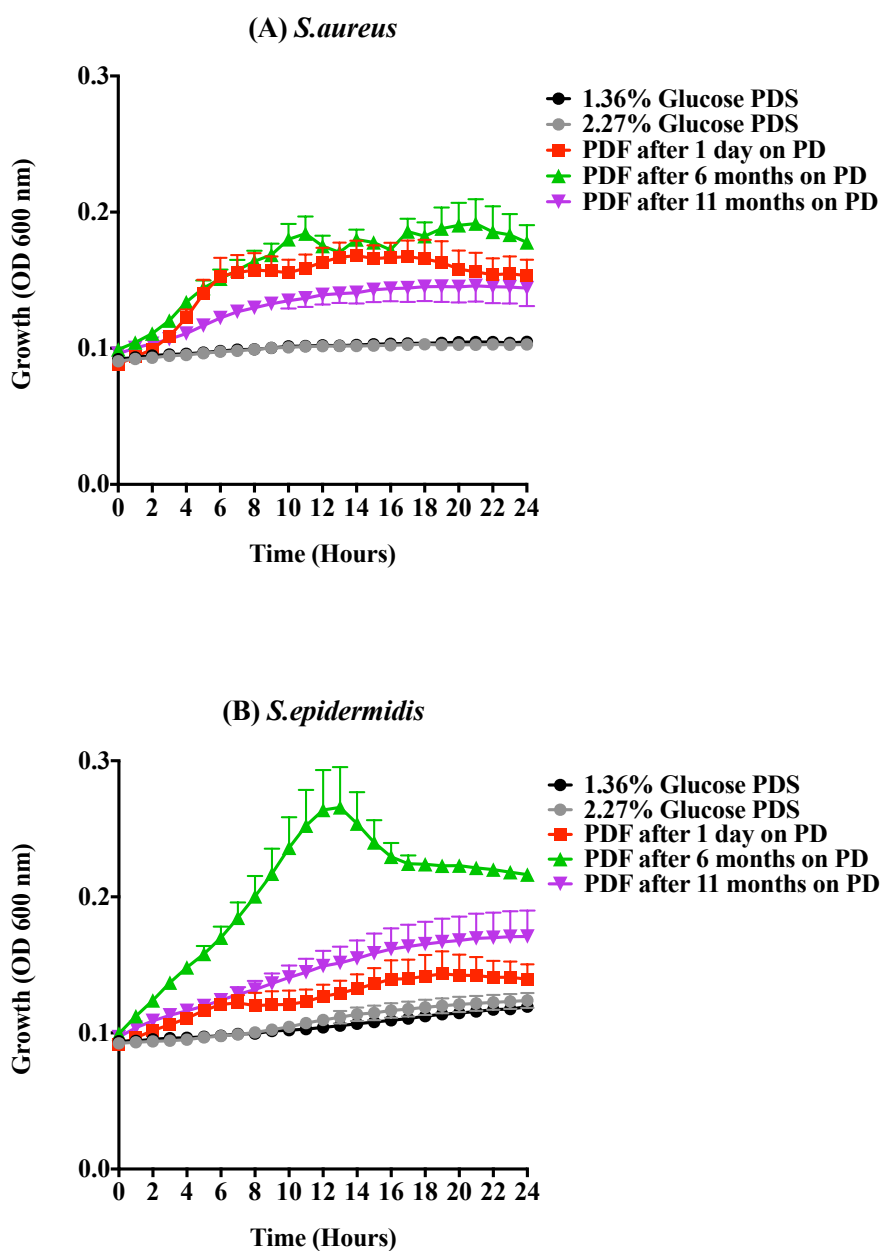 (A) S.aureus
0.3
0.2
0.1
0.0
Growth (OD 600 nm)
0 2 4 6 8 10 12 14 16 18 20 22 24
Time (Hours)
1.36% Glucose PDS
2.27% Glucose PDS
PDF after 1 day on PD
PDF after 6 months on PD
PDF after 11 months on PD
(B) S.epidermidis
0.3
0.2
0.1
0.0
Growth (OD 600 nm)
0 2 4 6 8 10 12 14 16 18 20 22 24
Time (Hours)
1.36% Glucose PDS
2.27% Glucose PDS
PDF after 1 day on PD
PDF after 6 months on PD
PDF after 11 months on PD